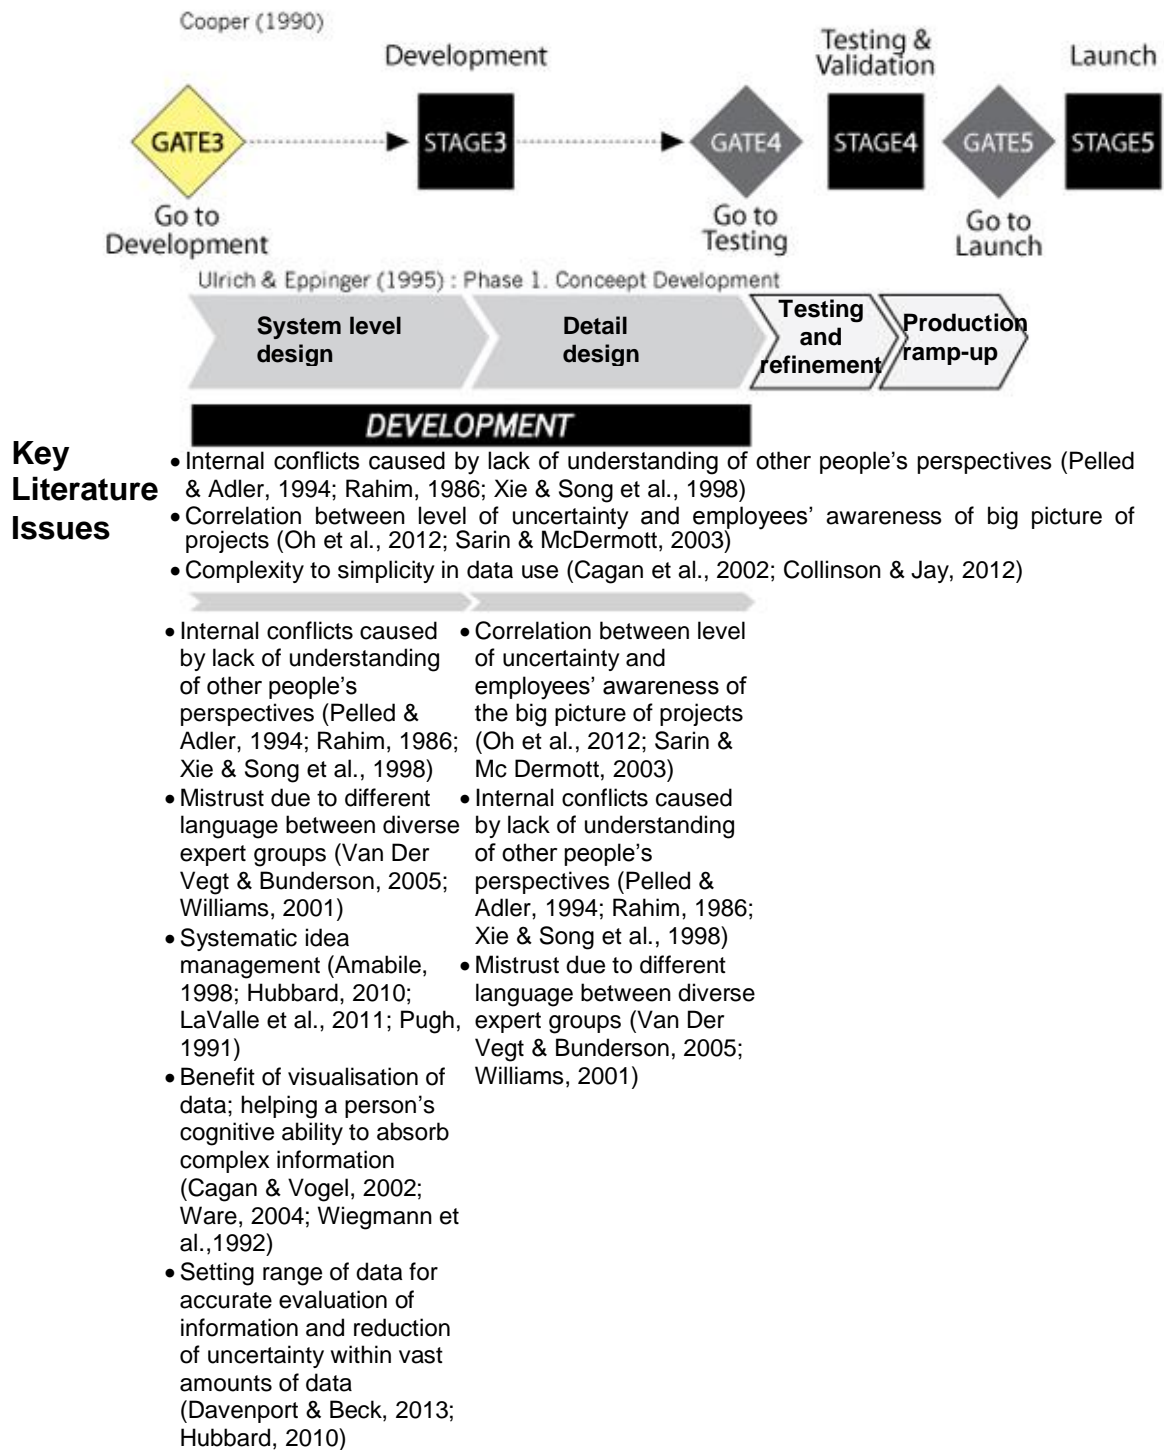 Cooper (1990)
Development
Testing &
Validation
Launch
GATE3
STAGE3
GATE4
STAGE4
GATE5
STAGE5
Go to
Development
Go to
Testing
Go to
Launch
Ulrich & Eppinger (1995) : Phase 1. Conceept Development
System level
design
Detail
design
Testing
and
refinement
Production
ramp-up
DEVELOPMENT
Key
Literature
Issues
• Internal conflicts caused by lack of understanding of other people’s perspectives (Pelled
& Adler, 1994; Rahim, 1986; Xie & Song et al., 1998)
• Correlation between level of uncertainty and employees’ awareness of big picture of
projects (Oh et al., 2012; Sarin & McDermott, 2003)
• Complexity to simplicity in data use (Cagan et al., 2002; Collinson & Jay, 2012)
• Internal conflicts caused
by lack of understanding
of other people’s
perspectives (Pelled &
Adler, 1994; Rahim, 1986;
Xie & Song et al., 1998)
• Mistrust due to different
language between diverse
expert groups (Van Der
Vegt & Bunderson, 2005;
Williams, 2001)
• Systematic idea
management (Amabile,
1998; Hubbard, 2010;
LaValle et al., 2011; Pugh,
1991)
• Benefit of visualisation of
data; helping a person’s
cognitive ability to absorb
complex information
(Cagan & Vogel, 2002;
Ware, 2004; Wiegmann et
al.,1992)
• Setting range of data for
accurate evaluation of
information and reduction
of uncertainty within vast
amounts of data
(Davenport & Beck, 2013;
Hubbard, 2010)
• Correlation between level
of uncertainty and
employees’ awareness of
the big picture of projects
(Oh et al., 2012; Sarin &
Mc Dermott, 2003)
• Internal conflicts caused
by lack of understanding
of other people’s
perspectives (Pelled &
Adler, 1994; Rahim, 1986;
Xie & Song et al., 1998)
• Mistrust due to different
language between diverse
expert groups (Van Der
Vegt & Bunderson, 2005;
Williams, 2001)